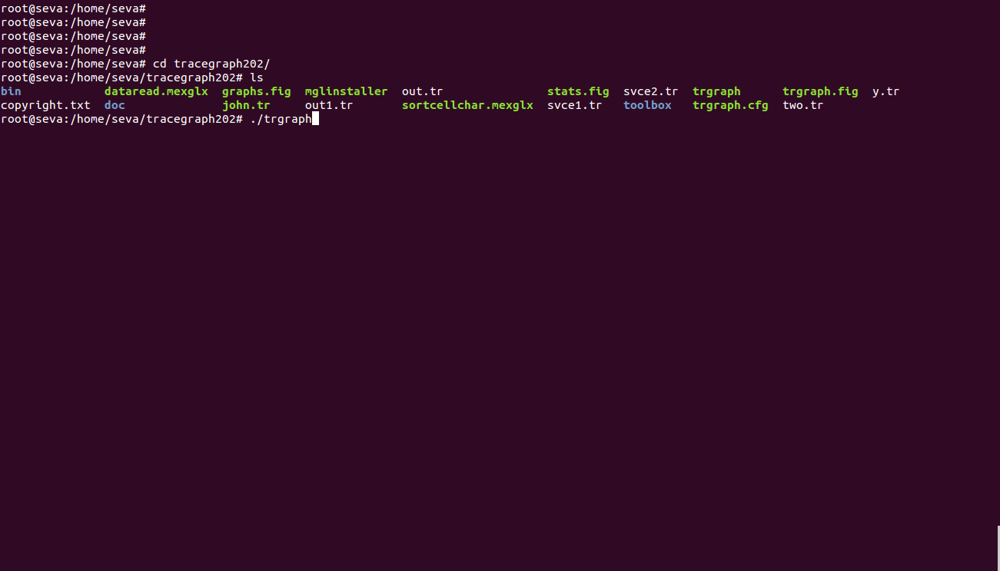 root@seva:/home/seva#
root@seva:/home/seva#
root@seva:/home/seva#
root@seva:/home/seva#
root@seva:/home/seva# cd tracegraph202/
root@seva:/home/seva/tracegraph202# ls
bin            dataread.mexglx  graphs.fig  mglinstaller  out.tr               stats.fig  svce2.tr  trgraph      trgraph.fig  y.tr
copyright.txt  doc              john.tr     out1.tr       sortcellchar.mexglx  svce1.tr   toolbox   trgraph.cfg  two.tr
root@seva:/home/seva/tracegraph202# ./trgraph